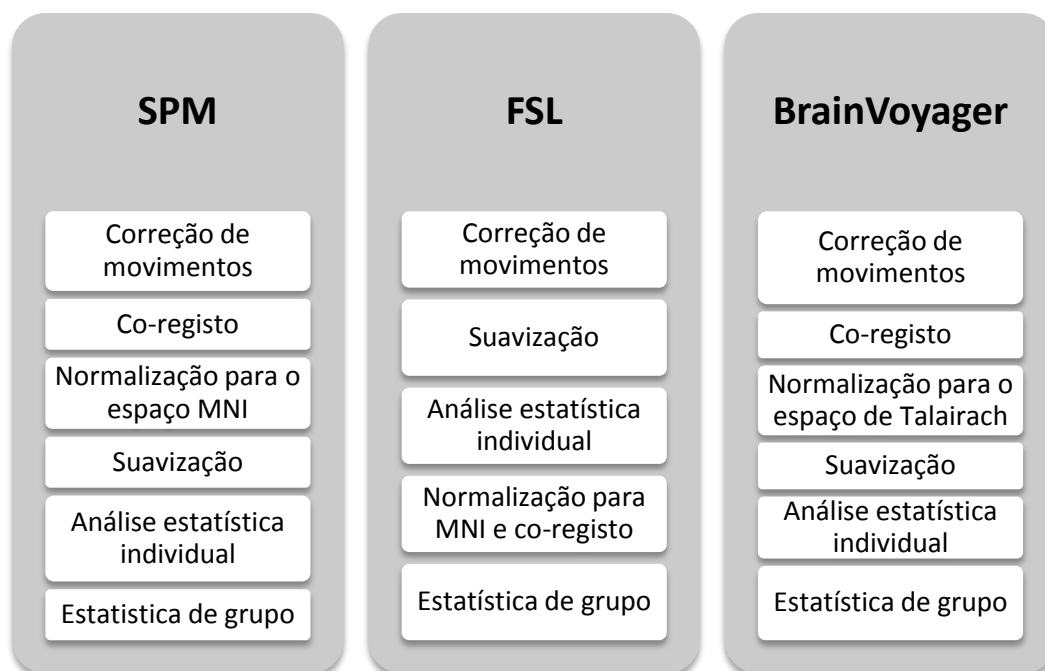 SPM
Correção de
movimentos
Co-registo
Normalização para o
espaço MNI
Suavização
Análise estatística
individual
Estatistica de grupo
FSL
Correção de
movimentos
Suavização
Análise estatística
individual
Normalização para
MNI e co-registo
Estatística de grupo
BrainVoyager
Correção de
movimentos
Co-registo
Normalização para o
espaço de Talairach
Suavização
Análise estatística
individual
Estatística de grupo